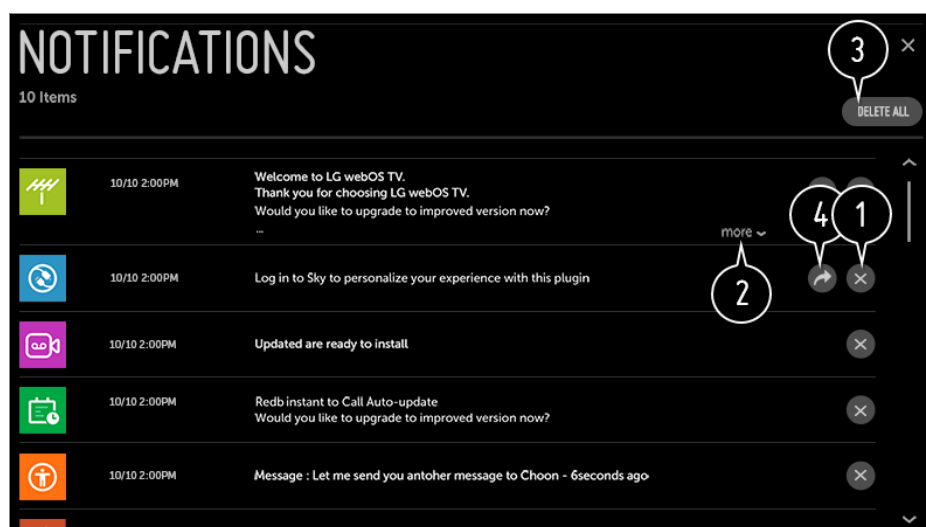 NOTIFICATIONS
10 Items
3
DELETE ALL
10/10 2:00PM
Welcome to LG webOS TV.
Thank you for choosing LG webOS TV.
Would you like to upgrade to improved version now?
...
more
4
1
2
10/10 2:00PM
Log in to Sky to personalize your experience with this plugin
10/10 2:00PM
Updated are ready to install
10/10 2:00PM
Redb instant to Call Auto-update
Would you like to upgrade to improved version now?
10/10 2:00PM
Message : Let me send you antoher message to Choon - 6seconds ago